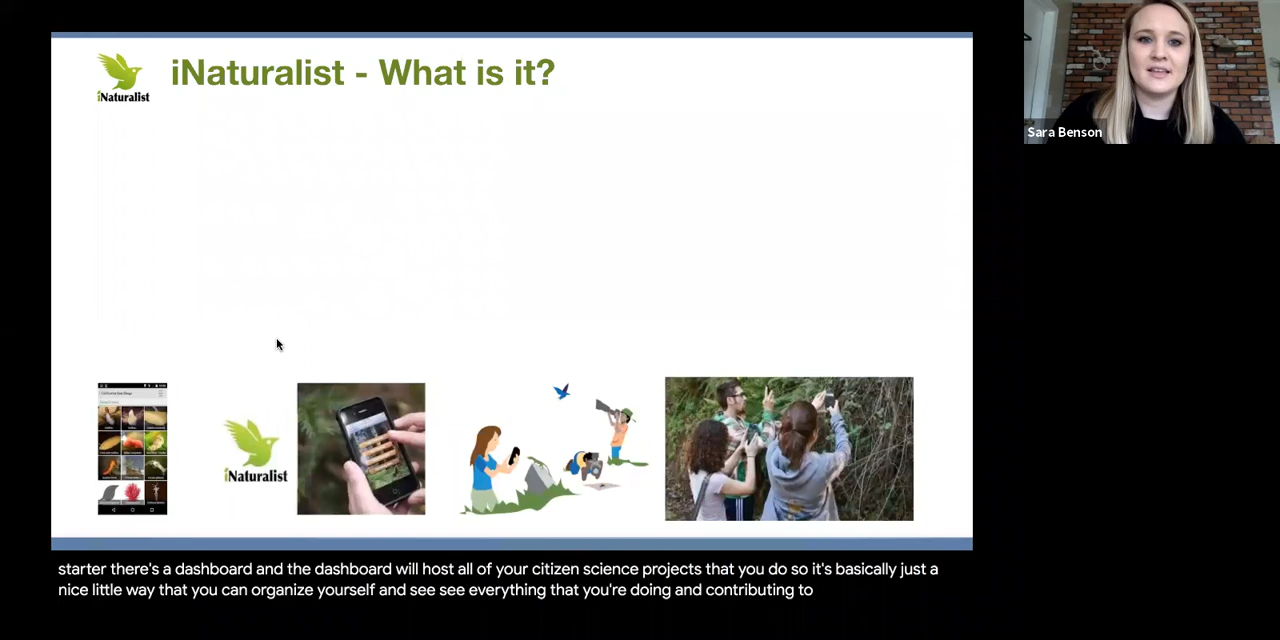 iNaturalist - What is it?
iNaturalist
Sara Benson
iNaturalist
starter there's a dashboard and the dashboard will host all of your citizen science projects that you do so it's basically just a
nice little way that you can organize yourself and see see everything that you're doing and contributing to